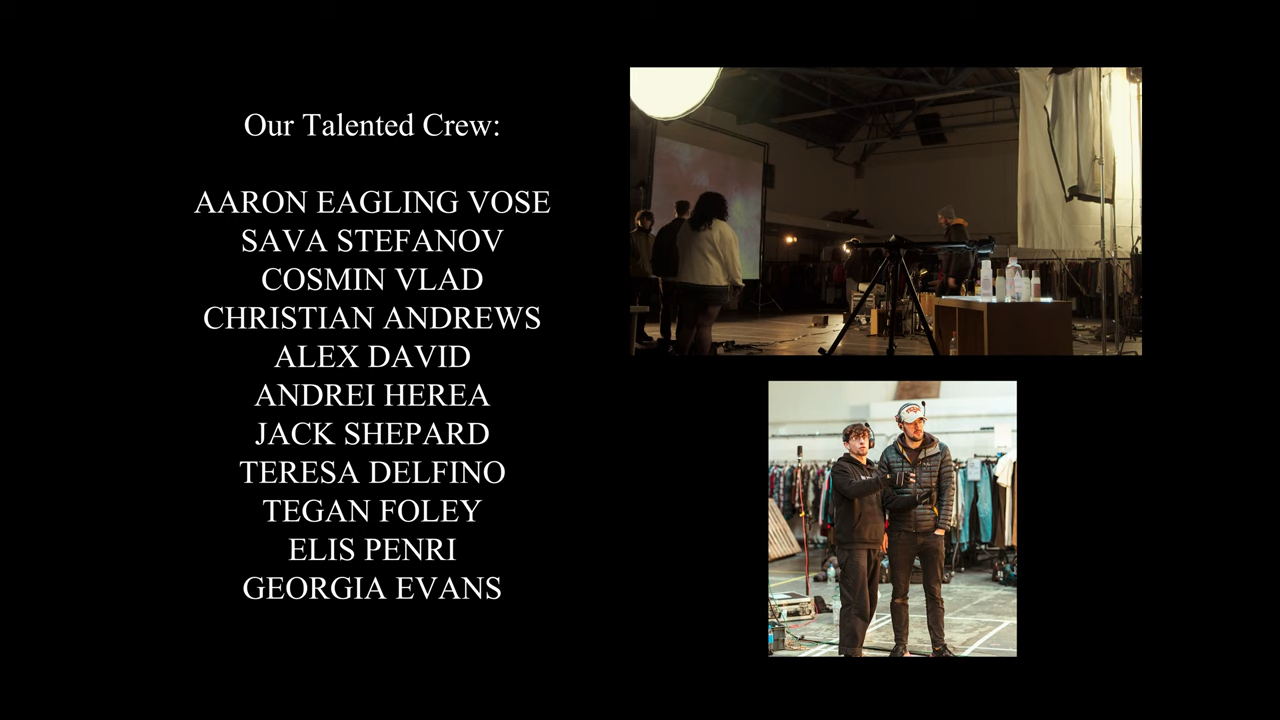 Our Talented Crew:
AARON EAGLING VOSE
SAVA STEFANOV
COSMIN VLAD
CHRISTIAN ANDREWS
ALEX DAVID
ANDREI HEREA
JACK SHEPARD
TERESA DELFINO
TEGAN FOLEY
ELIS PENRI
GEORGIA EVANS